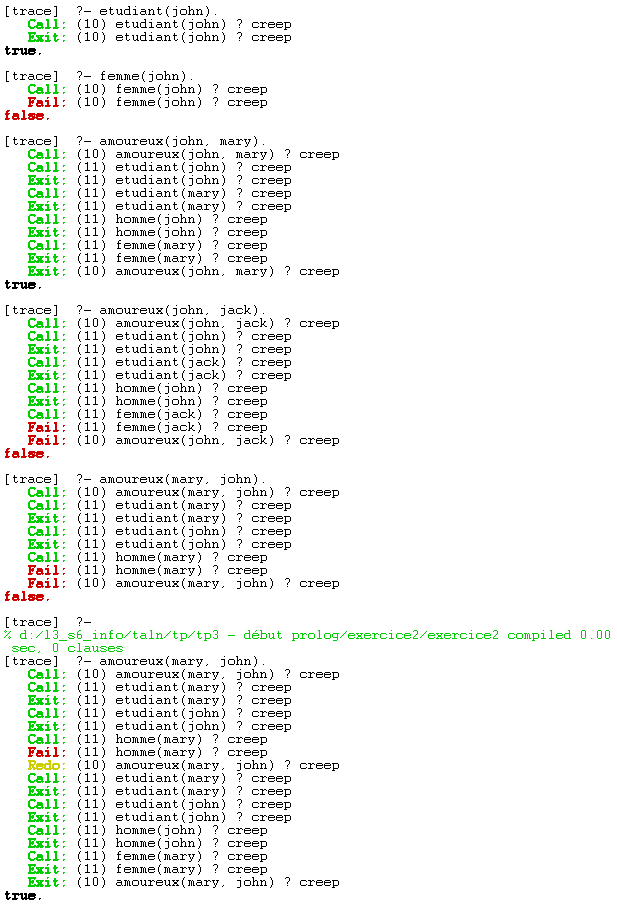 [trace]  ?- etudiant(john).
   Call: (10) etudiant(john) ? creep
   Exit: (10) etudiant(john) ? creep
true.
[trace]  ?- femme(john).
   Call: (10) femme(john) ? creep
   Fail: (10) femme(john) ? creep
false.
[trace]  ?- amoureux(john, mary).
   Call: (10) amoureux(john, mary) ? creep
   Call: (11) etudiant(john) ? creep
   Exit: (11) etudiant(john) ? creep
   Call: (11) etudiant(mary) ? creep
   Exit: (11) etudiant(mary) ? creep
   Call: (11) homme(john) ? creep
   Exit: (11) homme(john) ? creep
   Call: (11) femme(mary) ? creep
   Exit: (11) femme(mary) ? creep
   Exit: (10) amoureux(john, mary) ? creep
true.
[trace]  ?- amoureux(john, jack).
   Call: (10) amoureux(john, jack) ? creep
   Call: (11) etudiant(john) ? creep
   Exit: (11) etudiant(john) ? creep
   Call: (11) etudiant(jack) ? creep
   Exit: (11) etudiant(jack) ? creep
   Call: (11) homme(john) ? creep
   Exit: (11) homme(john) ? creep
   Call: (11) femme(jack) ? creep
   Fail: (11) femme(jack) ? creep
   Fail: (10) amoureux(john, jack) ? creep
false.
[trace]  ?- amoureux(mary, john).
   Call: (10) amoureux(mary, john) ? creep
   Call: (11) etudiant(mary) ? creep
   Exit: (11) etudiant(mary) ? creep
   Call: (11) etudiant(john) ? creep
   Exit: (11) etudiant(john) ? creep
   Call: (11) homme(mary) ? creep
   Fail: (11) homme(mary) ? creep
   Fail: (10) amoureux(mary, john) ? creep
false.
[trace]  ?-
% d:/l3_s6_info/taln/tp/tp3 - début prolog/exercice2/exercice2 compiled 0.00
 sec, 0 clauses
[trace]  ?- amoureux(mary, john).
   Call: (10) amoureux(mary, john) ? creep
   Call: (11) etudiant(mary) ? creep
   Exit: (11) etudiant(mary) ? creep
   Call: (11) etudiant(john) ? creep
   Exit: (11) etudiant(john) ? creep
   Call: (11) homme(mary) ? creep
   Fail: (11) homme(mary) ? creep
   Redo: (10) amoureux(mary, john) ? creep
   Call: (11) etudiant(mary) ? creep
   Exit: (11) etudiant(mary) ? creep
   Call: (11) etudiant(john) ? creep
   Exit: (11) etudiant(john) ? creep
   Call: (11) homme(john) ? creep
   Exit: (11) homme(john) ? creep
   Call: (11) femme(mary) ? creep
   Exit: (11) femme(mary) ? creep
   Exit: (10) amoureux(mary, john) ? creep
true.